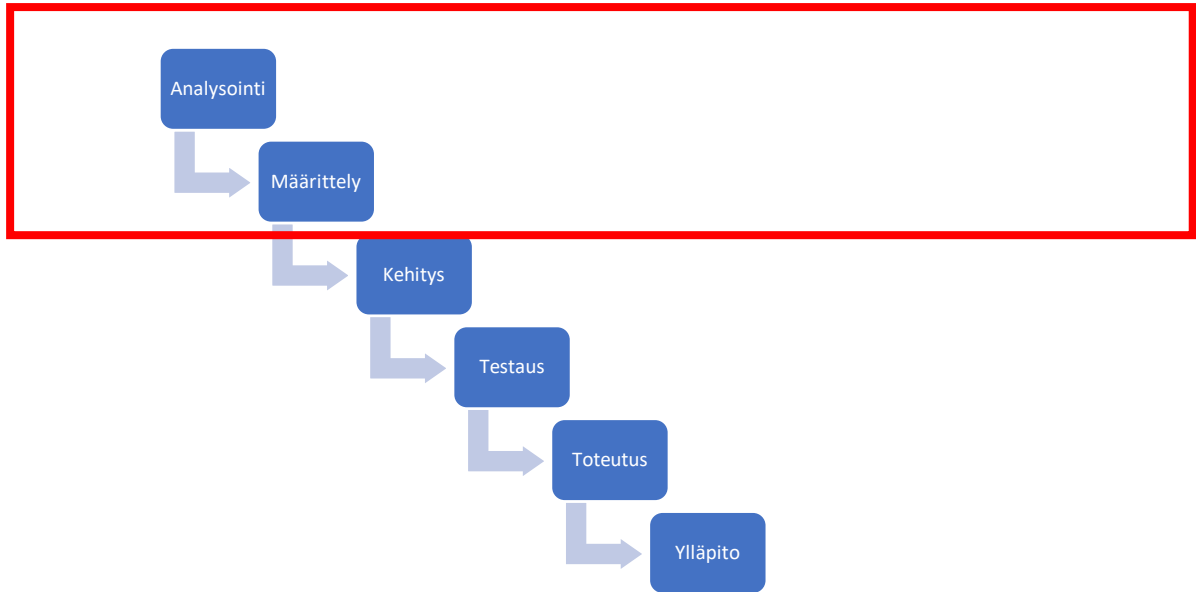 Analysointi
Määrittely
Kehitys
Testaus
Toteutus
Ylläpito